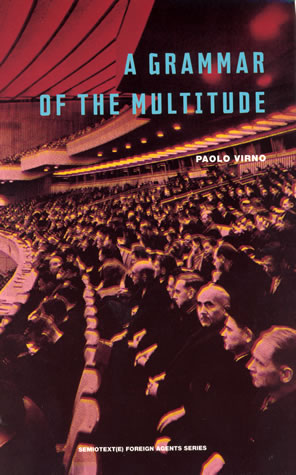 A GRAMMAR
OF THE MULTITUDE
PAOLO VIRNO
SEMIOTEXT(E) FOREIGN AGENTS SERIES